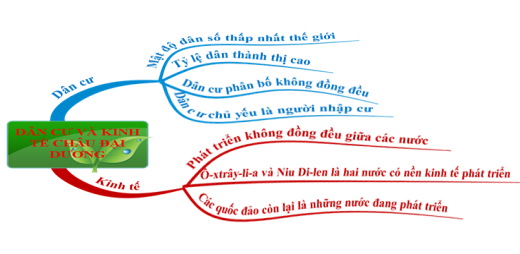 DÂN CƯ VÀ KINH
TẾ CHÂU ĐẠI
DƯƠNG
Dân cư
Mật độ dân số thấp nhất thế giới
Tỷ lệ dân thành thị cao
Dân cư phân bố không đồng đều
Dân cư chủ yếu là người nhập cư
Kinh tế
Phát triển không đồng đều giữa các nước
Ô-xtrây-li-a và Niu Di-len là hai nước có nền kinh tế phát triển
Các quốc đảo còn lại là những nước đang phát triển